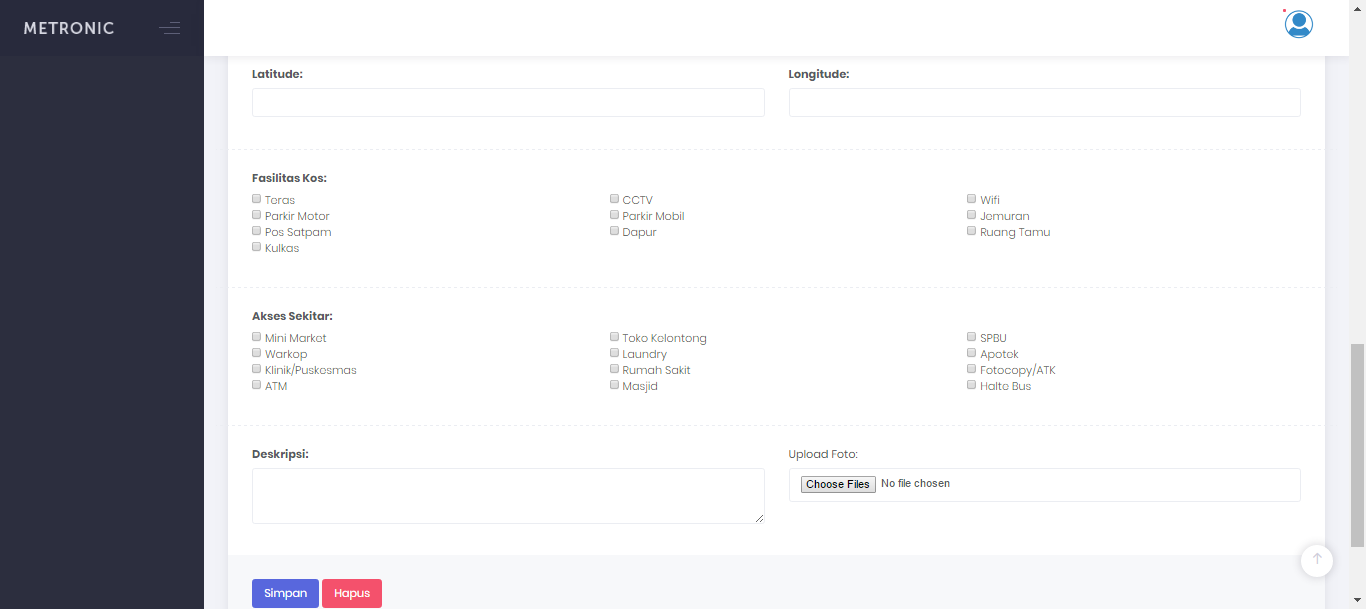 METRONIC
Latitude: Longitude:
Fasilitas Kos:
Teras CCTV Wifi
Parkir Motor Parkir Mobil Jemuran
Pos Satpam Dapur Ruang Tamu
Kulkas
Akses Sekitar:
Mini Market Toko Kelontong SPBU
Warkop Laundry Apotek
Klinik/Puskesmas Rumah Sakit Fotocopy/ATK
ATM Masjid Halte Bus
Deskripsi: Upload Foto:
Choose Files No file chosen
Simpan Hapus